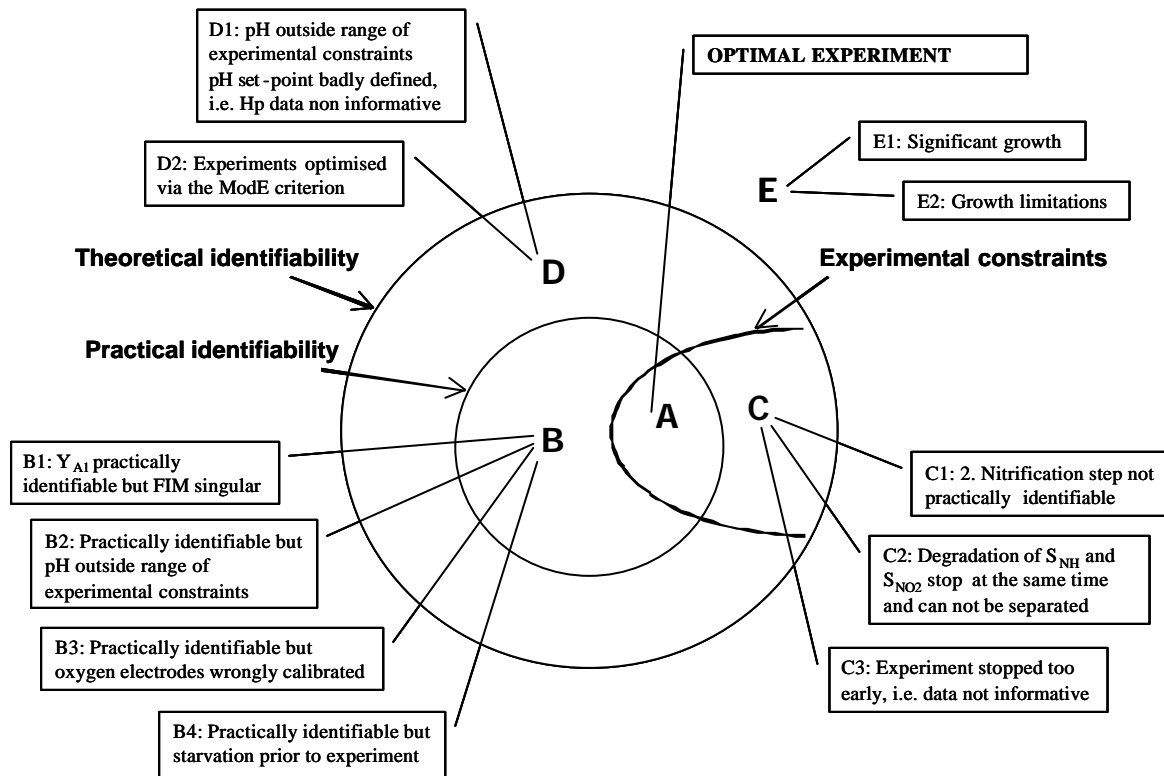 D1: pH outside range of
experimental constraints
pH set-point badly defined,
i.e. Hp data non informative
OPTIMAL EXPERIMENT
D2: Experiments optimised
via the ModE criterion
E1: Significant growth
E
E2: Growth limitations
Theoretical identifiability
D
Experimental constraints
Practical identifiability
A
C
B
B1: Y_A1 practically
identifiable but FIM singular
B2: Practically identifiable but
pH outside range of
experimental constraints
B3: Practically identifiable but
oxygen electrodes wrongly calibrated
B4: Practically identifiable but
starvation prior to experiment
C1: 2. Nitrification step not
practically identifiable
C2: Degradation of S_NH and
S_NO2 stop at the same time
and can not be separated
C3: Experiment stopped too
early, i.e. data not informative